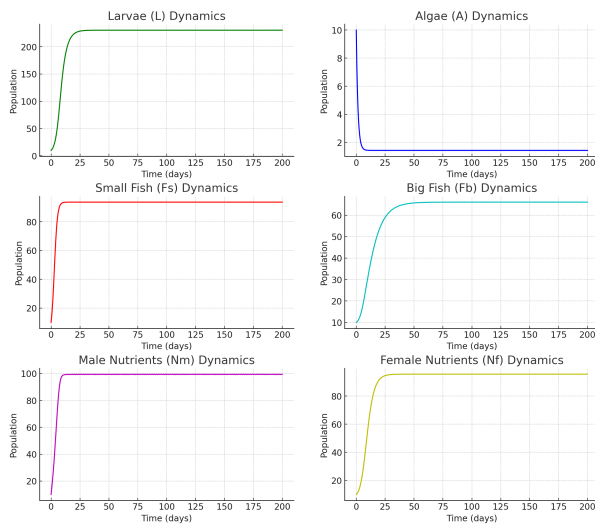 Larvae (L) Dynamics
Population
200
150
100
50
0
0 25 50 75 100 125 150 175 200
Time (days)
Algae (A) Dynamics
Population
10
8
6
4
2
0 25 50 75 100 125 150 175 200
Time (days)
Small Fish (Fs) Dynamics
Population
80
60
40
20
0 25 50 75 100 125 150 175 200
Time (days)
Big Fish (Fb) Dynamics
Population
60
50
40
30
20
10
0 25 50 75 100 125 150 175 200
Time (days)
Male Nutrients (Nm) Dynamics
Population
100
80
60
40
20
0 25 50 75 100 125 150 175 200
Time (days)
Female Nutrients (Nf) Dynamics
Population
80
60
40
20
0 25 50 75 100 125 150 175 200
Time (days)